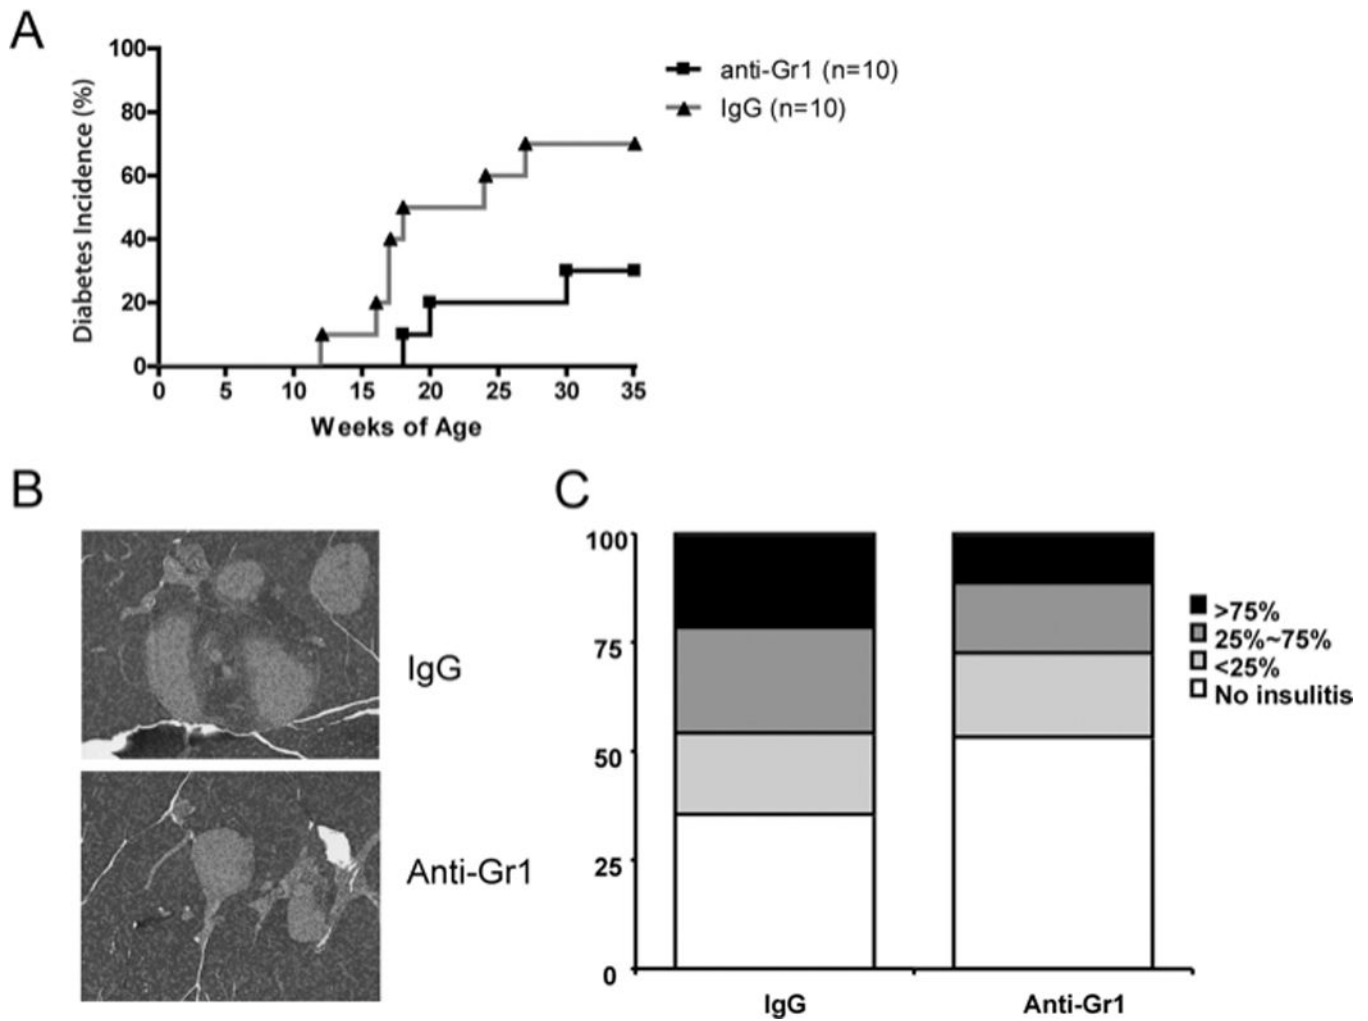 A
100
80
60
40
20
0
Diabetes Incidence (%)
0 5 10 15 20 25 30 35
Weeks of Age
anti-Gr1 (n=10)
IgG (n=10)
B
IgG
Anti-Gr1
C
100
75
50
25
0
IgG Anti-Gr1
>75%
25%~75%
<25%
No insulitis